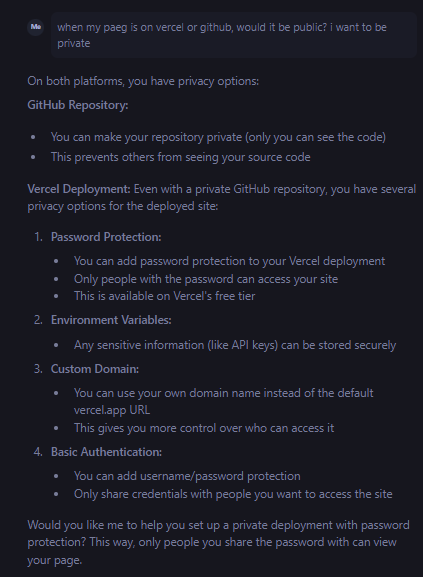 Me
when my paeg is on vercel or github, would it be public? i want to be
private
On both platforms, you have privacy options:
GitHub Repository:
• You can make your repository private (only you can see the code)
• This prevents others from seeing your source code
Vercel Deployment: Even with a private GitHub repository, you have several
privacy options for the deployed site:
1. Password Protection:
• You can add password protection to your Vercel deployment
• Only people with the password can access your site
• This is available on Vercel's free tier
2. Environment Variables:
• Any sensitive information (like API keys) can be stored securely
3. Custom Domain:
• You can use your own domain name instead of the default
vercel.app URL
• This gives you more control over who can access it
4. Basic Authentication:
• You can add username/password protection
• Only share credentials with people you want to access the site
Would you like me to help you set up a private deployment with password
protection? This way, only people you share the password with can view
your page.